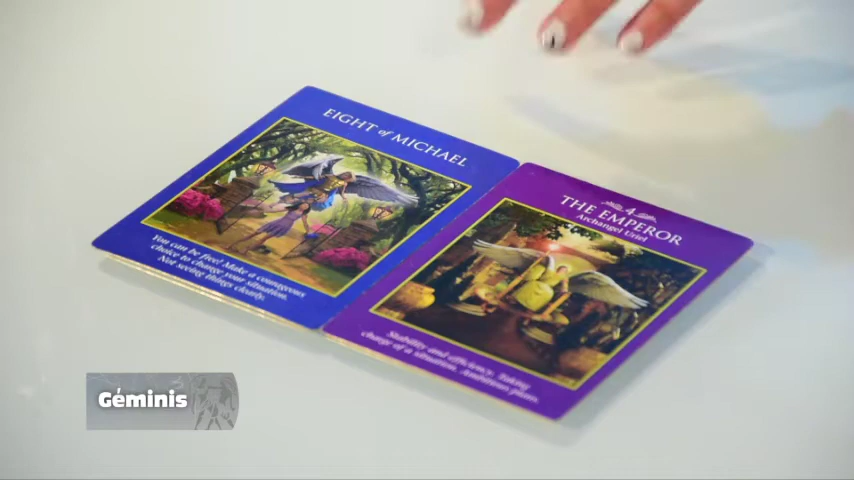 EIGHT of MICHAEL
You can be free! Make a courageous
choice to change your situation.
Not seeing things clearly.
4
THE EMPEROR
Archangel Uriel
Stability and efficiency. Taking
charge of a situation. Ambitious plans.
Géminis